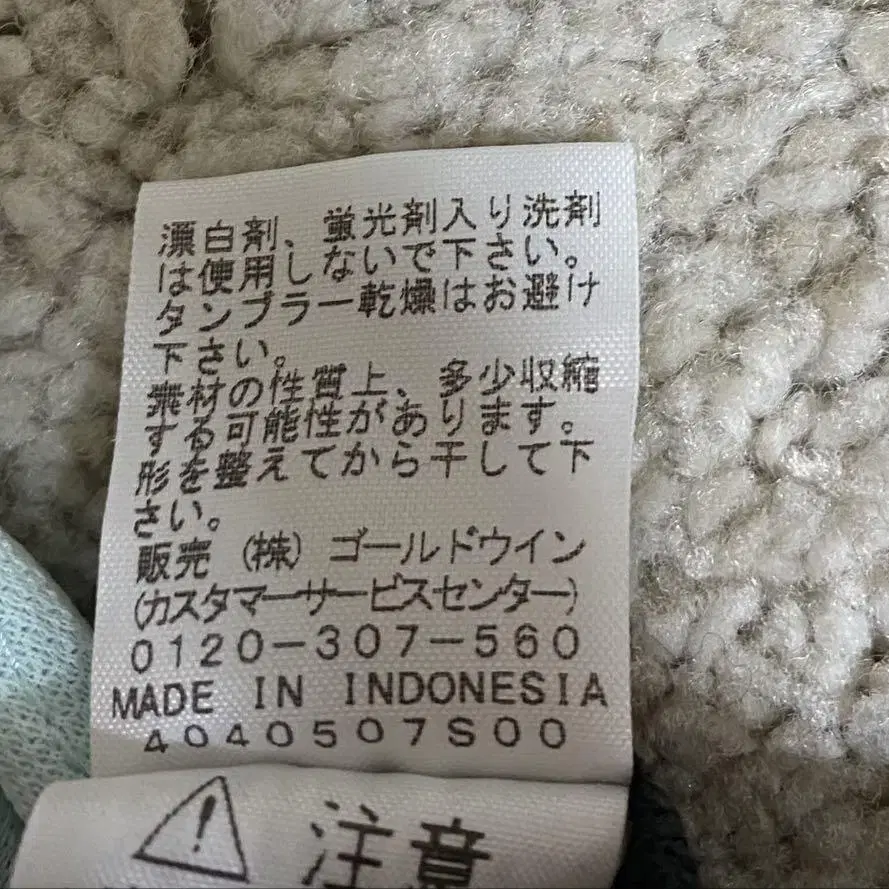 漂白剤、蛍光剤入り洗剤
は使用しないで下さい。
タンブラー乾燥はお避け
下さい。
素材の性質上、多少収縮
する可能性があります。
形を整えてから干して下
さい。
販売（株）ゴールドウイン
(カスタマーサービスセンター)
0120-307-560
MADE IN INDONESIA
4040507S00
注意